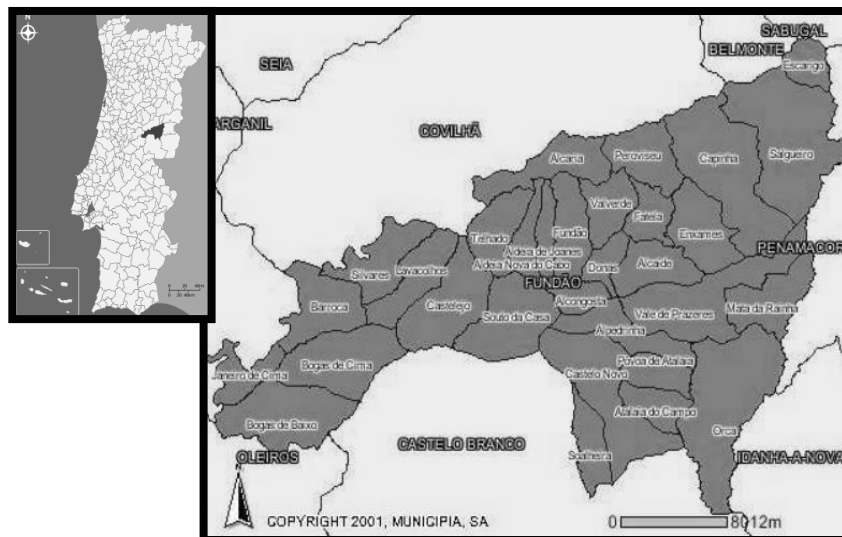 N
SABUGAL
BELMONTE
Escarigo
SEIA
ARGANIL
COVILHÃ
Alcaria
Peroviseu
Capinha
Salgueiro
Valverde
Fatela
Enxames
Telhado
Fundão
Aldeia de Joanes
Aldeia Nova do Cabo
Donas
Alcaide
PENAMACOR
Silvares
Lavacolhos
FUNDÃO
Barroca
Castelejo
Souto da Casa
Alcongosta
Vale de Prazeres
Mata da Rainha
Alpedrinha
Janeiro de Cima
Bogas de Cima
Castelo Novo
Póvoa de Atalaia
Atalaia do Campo
Bogas de Baixo
Orca
OLEIROS
CASTELO BRANCO
Soalheira
IDANHA-A-NOVA
N
COPYRIGHT 2001, MUNICIPIA, SA
0 8012m